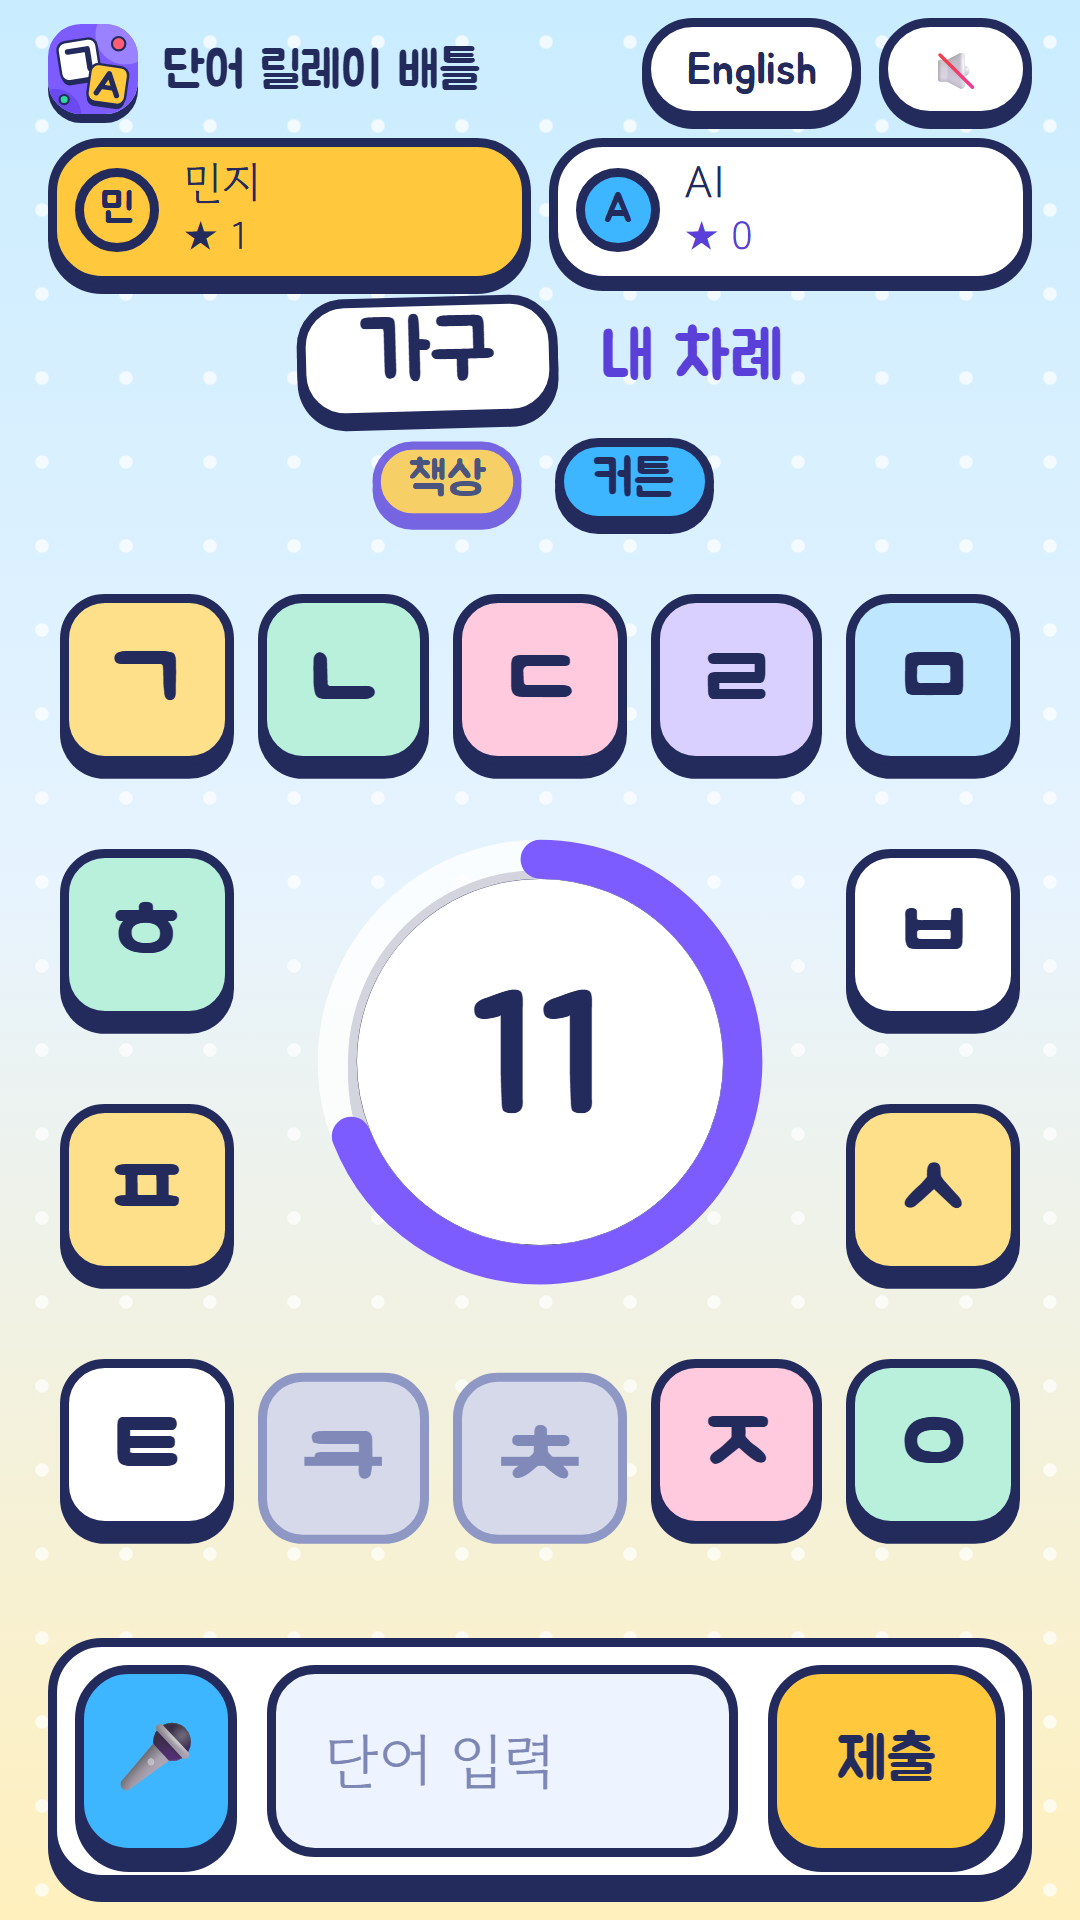 단어 릴레이 배틀
English
민 민지
★ 1
A AI
★ 0
가구
내 차례
책상
커튼
ㄱ ㄴ ㄷ ㄹ ㅁ
ㅎ ㅂ
11
ㅍ ㅅ
ㅌ ㅋ ㅊ ㅈ ㅇ
단어 입력
제출